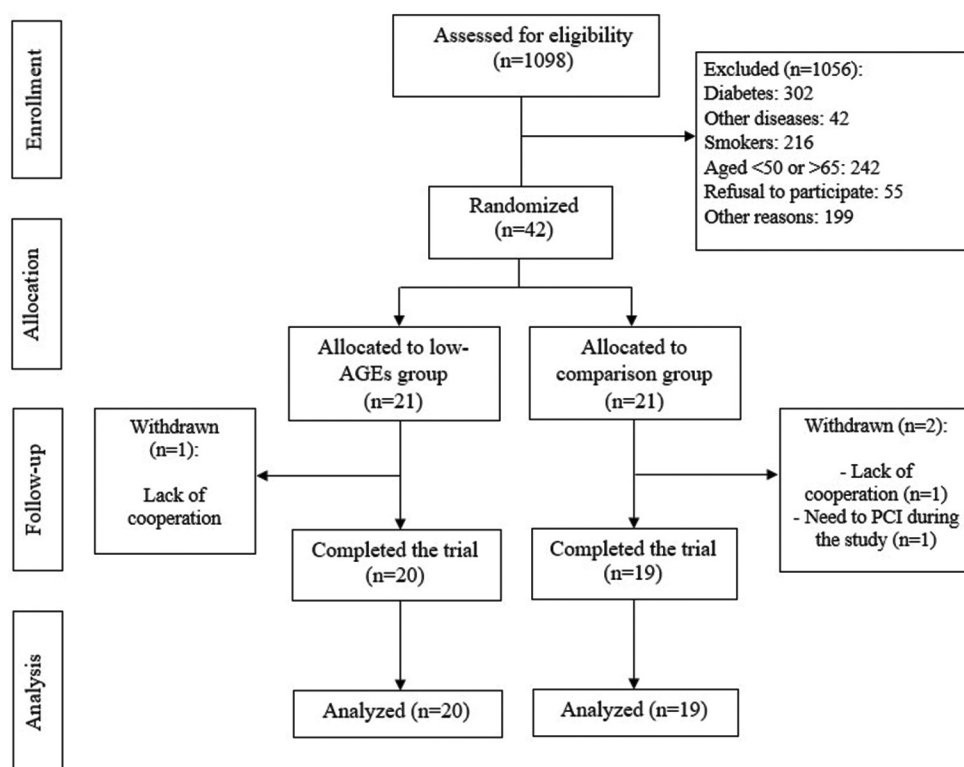 Enrollment
Assessed for eligibility
(n=1098)
Excluded (n=1056):
Diabetes: 302
Other diseases: 42
Smokers: 216
Aged <50 or >65: 242
Refusal to participate: 55
Other reasons: 199
Randomized
(n=42)
Allocation
Allocated to low-
AGEs group
(n=21)
Allocated to
comparison group
(n=21)
Follow-up
Withdrawn
(n=1):
Lack of
cooperation
Withdrawn (n=2):
- Lack of
cooperation (n=1)
- Need to PCI during
the study (n=1)
Completed the trial
(n=20)
Completed the trial
(n=19)
Analysis
Analyzed (n=20)
Analyzed (n=19)